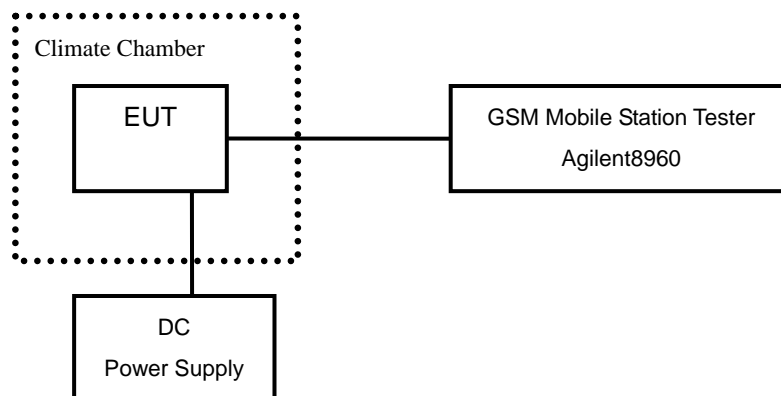 Climate Chamber
EUT
GSM Mobile Station Tester
Agilent8960
DC
Power Supply